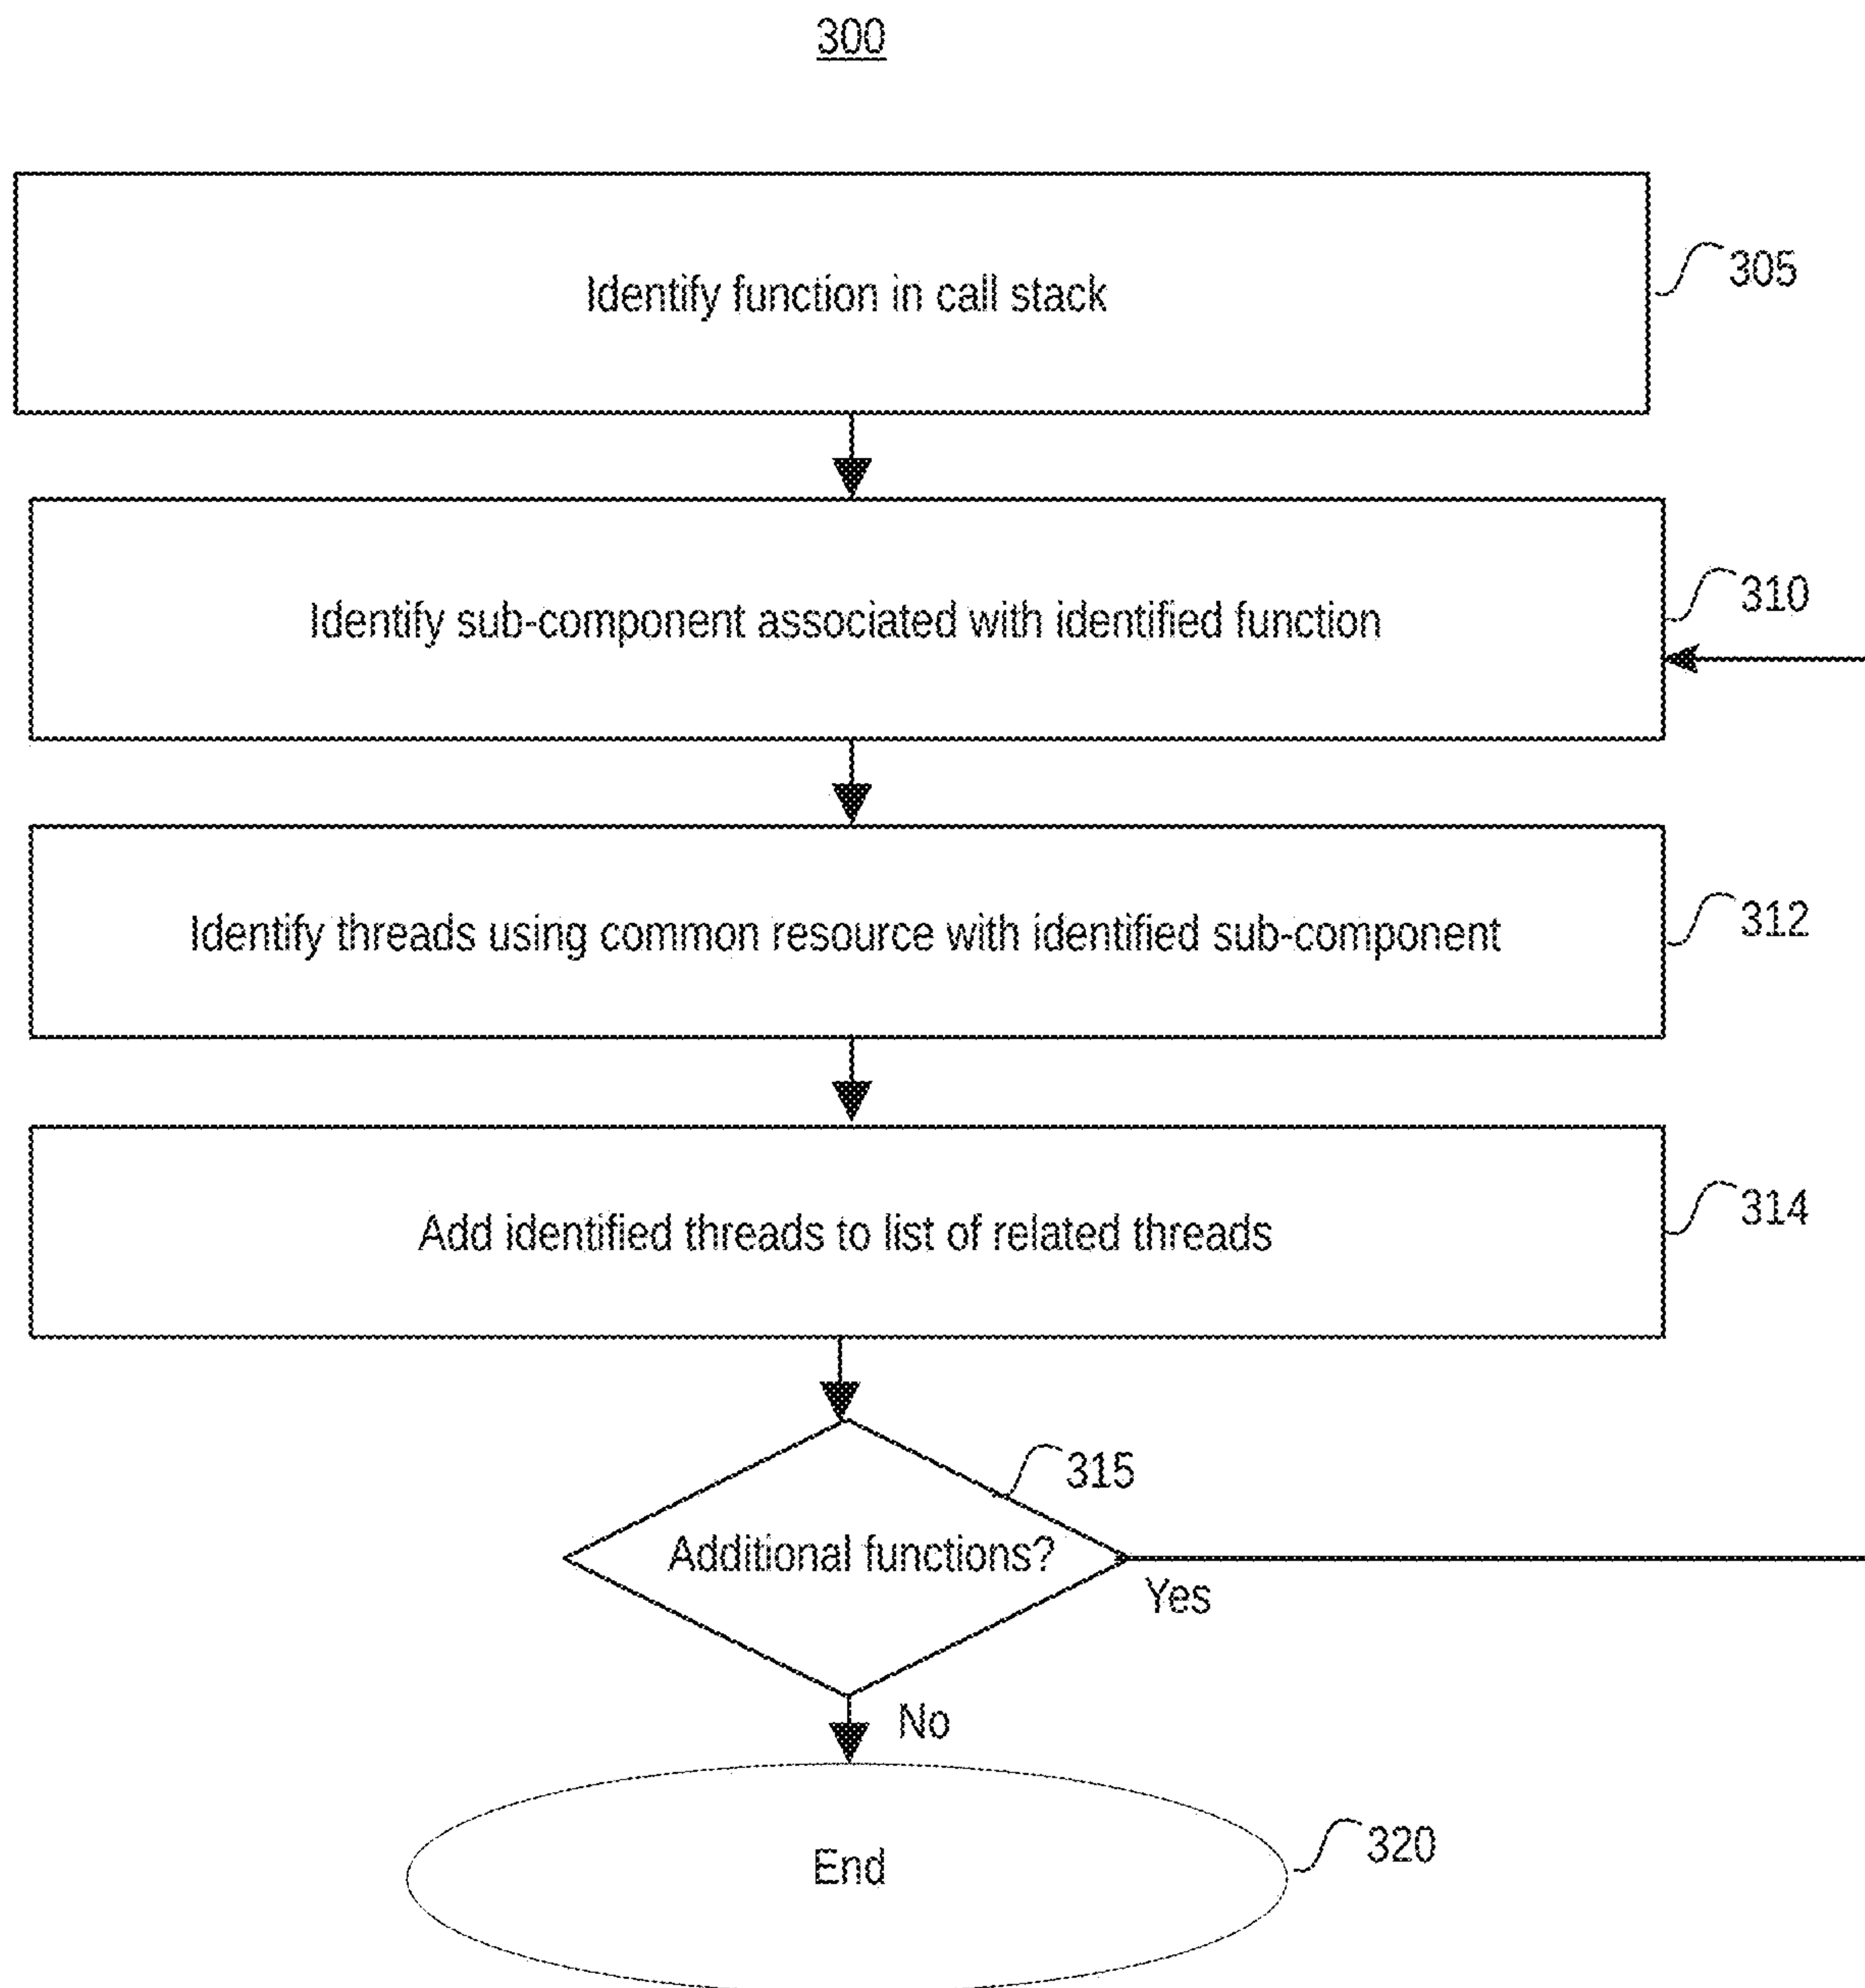 300
Identify function in call stack
305
Identify sub-component associated with identified function
310
Identify threads using common resource with identified sub-component
312
Add identified threads to list of related threads
314
315
Additional functions?
Yes
No
End
320